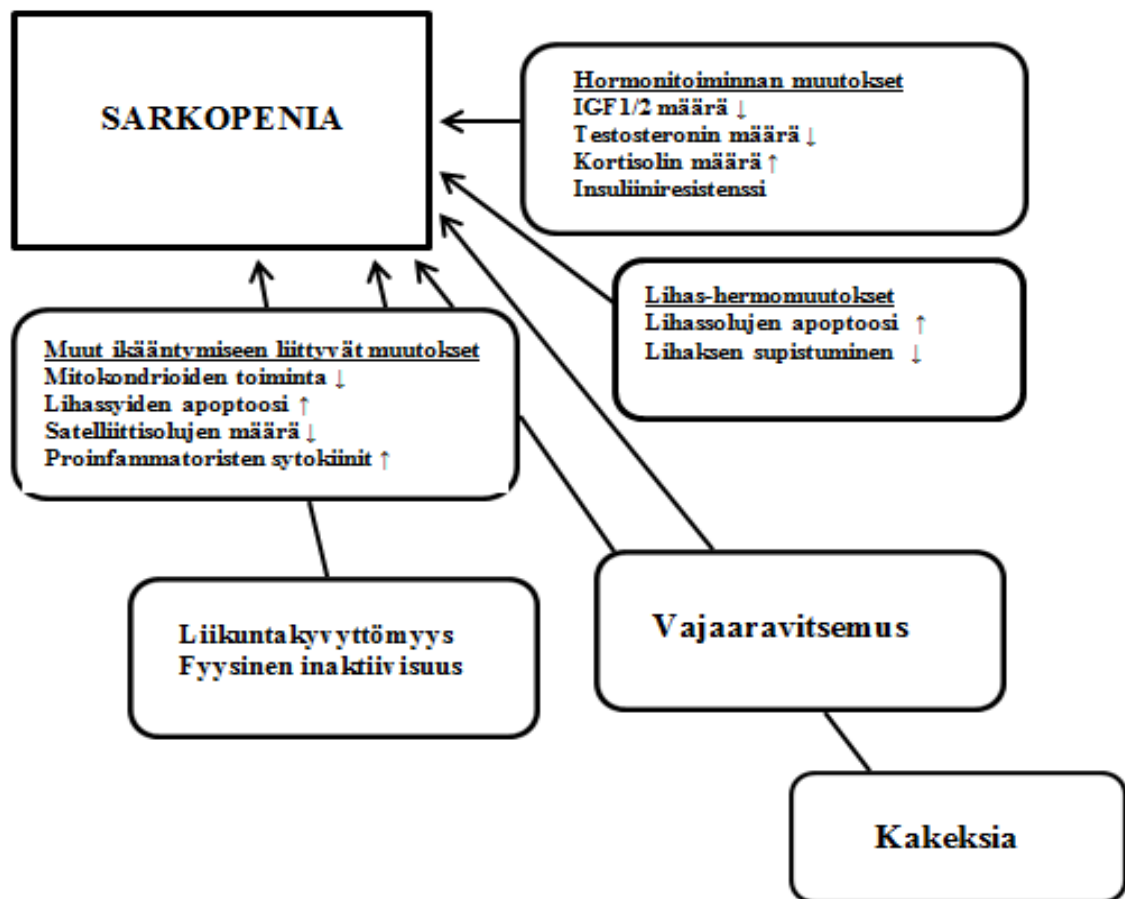 SARKOPENIA
Hormonitoiminnan muutokset
IGF1/2 määrä ↓
Testosteronin määrä ↓
Kortisolin määrä ↑
Insuliiniresistenssi
Lihas-hermomuutokset
Lihassolujen apoptoosi ↑
Lihaksen supistuminen ↓
Muut ikääntymiseen liittyvät muutokset
Mitokondrioiden toiminta ↓
Lihassyiden apoptoosi ↑
Satelliittisolujen määrä ↓
Proinfammatoristen sytokiinit ↑
Liikuntakyvyttömyys
Fyysinen inaktiivisuus
Vajaaravitsemus
Kakeksia